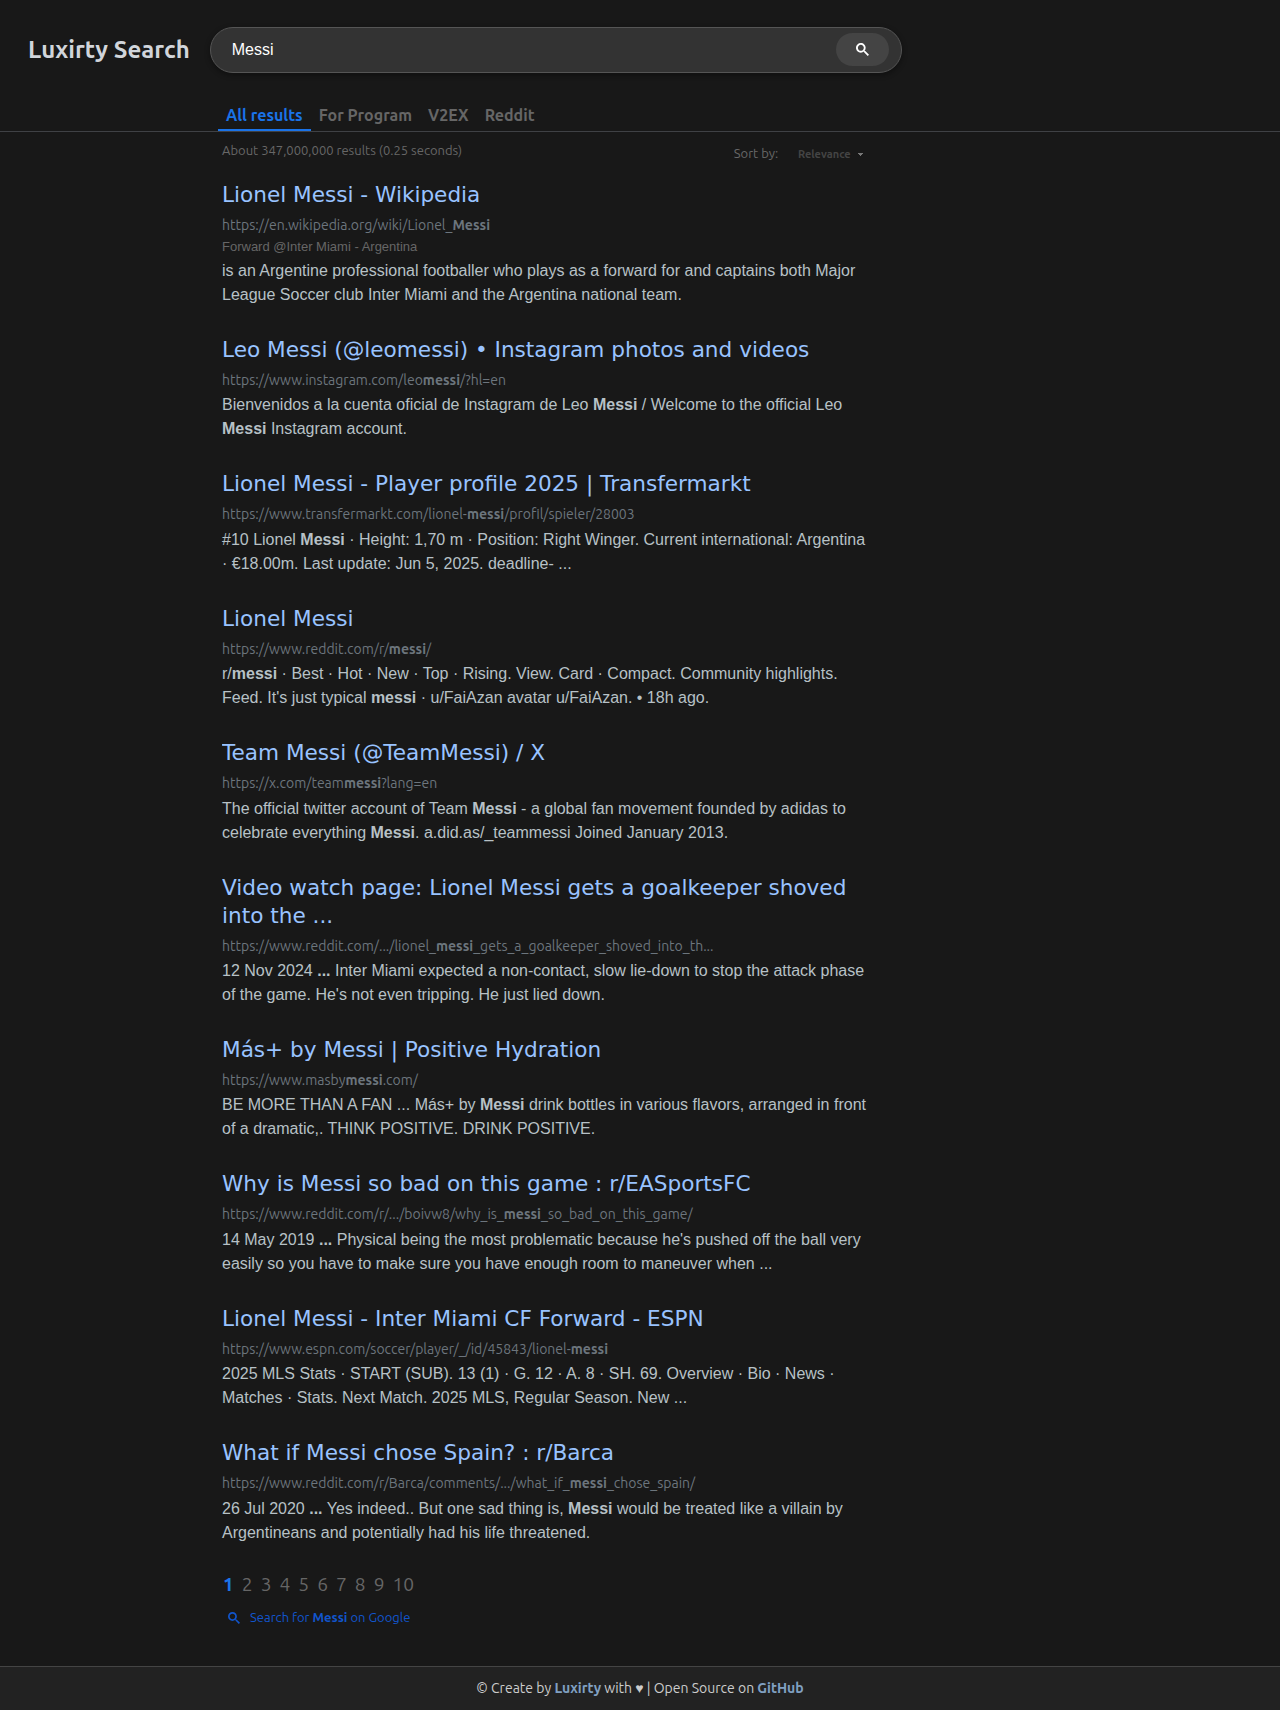 Luxirty Search
Messi
All results For Program V2EX Reddit
About 347,000,000 results (0.25 seconds)
Sort by: Relevance
Lionel Messi - Wikipedia
https://en.wikipedia.org/wiki/Lionel_Messi
Forward @Inter Miami - Argentina
is an Argentine professional footballer who plays as a forward for and captains both Major
League Soccer club Inter Miami and the Argentina national team.
Leo Messi (@leomessi) • Instagram photos and videos
https://www.instagram.com/leomessi/?hl=en
Bienvenidos a la cuenta oficial de Instagram de Leo Messi / Welcome to the official Leo
Messi Instagram account.
Lionel Messi - Player profile 2025 | Transfermarkt
https://www.transfermarkt.com/lionel-messi/profil/spieler/28003
#10 Lionel Messi · Height: 1,70 m · Position: Right Winger. Current international: Argentina
· €18.00m. Last update: Jun 5, 2025. deadline- ...
Lionel Messi
https://www.reddit.com/r/messi/
r/messi · Best · Hot · New · Top · Rising. View. Card · Compact. Community highlights.
Feed. It's just typical messi · u/FaiAzan avatar u/FaiAzan. • 18h ago.
Team Messi (@TeamMessi) / X
https://x.com/teammessi?lang=en
The official twitter account of Team Messi - a global fan movement founded by adidas to
celebrate everything Messi. a.did.as/_teammessi Joined January 2013.
Video watch page: Lionel Messi gets a goalkeeper shoved
into the ...
https://www.reddit.com/.../lionel_messi_gets_a_goalkeeper_shoved_into_th...
12 Nov 2024 ... Inter Miami expected a non-contact, slow lie-down to stop the attack phase
of the game. He's not even tripping. He just lied down.
Más+ by Messi | Positive Hydration
https://www.masbymessi.com/
BE MORE THAN A FAN ... Más+ by Messi drink bottles in various flavors, arranged in front
of a dramatic,. THINK POSITIVE. DRINK POSITIVE.
Why is Messi so bad on this game : r/EASportsFC
https://www.reddit.com/r/.../boivw8/why_is_messi_so_bad_on_this_game/
14 May 2019 ... Physical being the most problematic because he's pushed off the ball very
easily so you have to make sure you have enough room to maneuver when ...
Lionel Messi - Inter Miami CF Forward - ESPN
https://www.espn.com/soccer/player/_/id/45843/lionel-messi
2025 MLS Stats · START (SUB). 13 (1) · G. 12 · A. 8 · SH. 69. Overview · Bio · News ·
Matches · Stats. Next Match. 2025 MLS, Regular Season. New ...
What if Messi chose Spain? : r/Barca
https://www.reddit.com/r/Barca/comments/.../what_if_messi_chose_spain/
26 Jul 2020 ... Yes indeed.. But one sad thing is, Messi would be treated like a villain by
Argentineans and potentially had his life threatened.
1 2 3 4 5 6 7 8 9 10
Search for Messi on Google
© Create by Luxirty with ♥ | Open Source on GitHub